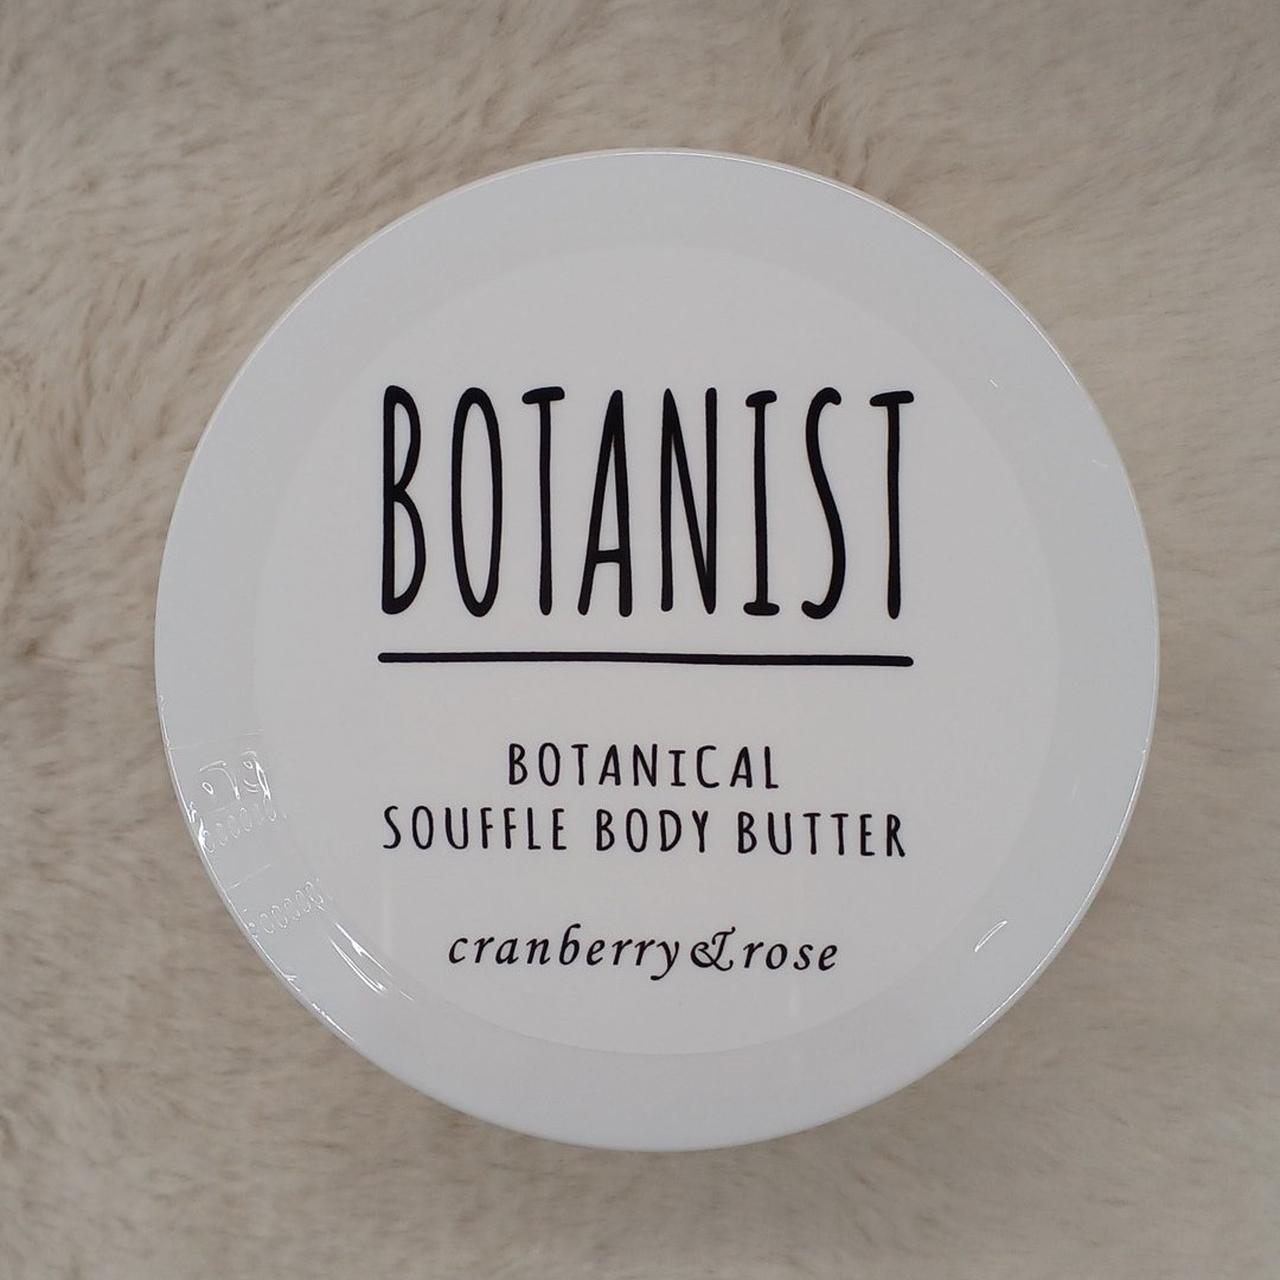 BOTANIST
BOTANICAL
SOUFFLE BODY BUTTER
cranberry & rose